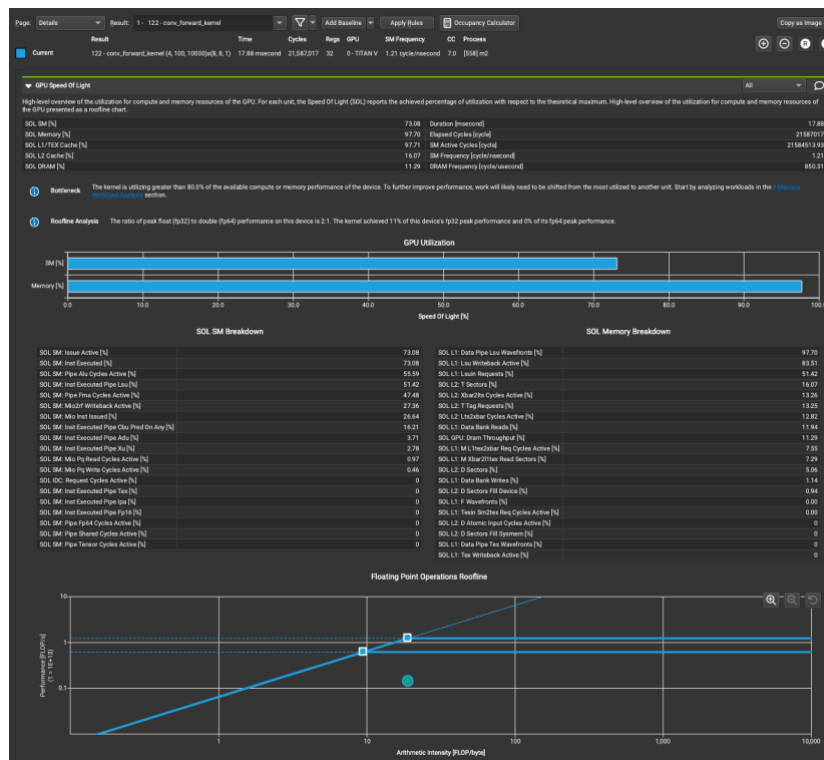 Page: Details Result: 1 - 122 - conv_forward_kernel Add Baseline Apply Rules Occupancy Calculator Copy as Image
Result Time Cycles Regs GPU SM Frequency CC Process
Current 122 - conv_forward_kernel (4, 100, 10000)x(8, 8, 1) 17.88 msecond 21,587,017 32 0 - TITAN V 1.21 cycle/nsecond 7.0 [558] m2
GPU Speed Of Light All
High-level overview of the utilization for compute and memory resources of the GPU. For each unit, the Speed Of Light (SOL) reports the achieved percentage of utilization with respect to the theoretical maximum. High-level overview of the utilization for compute and memory resources of
the GPU presented as a roofline chart.
SOL SM [%] 73.08 Duration [msecond] 17.88
SOL Memory [%] 97.70 Elapsed Cycles [cycle] 21587017
SOL L1/TEX Cache [%] 97.71 SM Active Cycles [cycle] 21584513.93
SOL L2 Cache [%] 16.07 SM Frequency [cycle/nsecond] 1.21
SOL DRAM [%] 11.29 DRAM Frequency [cycle/usecond] 850.31
Bottleneck The kernel is utilizing greater than 80.0% of the available compute or memory performance of the device. To further improve performance, work will likely need to be shifted from the most utilized to another unit. Start by analyzing workloads in the Memory
Workload Analysis section.
Roofline Analysis The ratio of peak float (fp32) to double (fp64) performance on this device is 2:1. The kernel achieved 11% of this device's fp32 peak performance and 0% of its fp64 peak performance.
GPU Utilization
SM [%]
Memory [%]
0.0 10.0 20.0 30.0 40.0 50.0 60.0 70.0 80.0 90.0 100.
Speed Of Light [%]
SOL SM Breakdown SOL Memory Breakdown
SOL SM: Issue Active [%] 73.08 SOL L1: Data Pipe Lsu Wavefronts [%] 97.70
SOL SM: Inst Executed [%] 73.08 SOL L1: Lsu Writeback Active [%] 83.51
SOL SM: Pipe Alu Cycles Active [%] 55.59 SOL L1: Lsuin Requests [%] 51.42
SOL SM: Inst Executed Pipe Lsu [%] 51.42 SOL L2: T Sectors [%] 16.07
SOL SM: Pipe Fma Cycles Active [%] 47.48 SOL L2: Xbar2lts Cycles Active [%] 13.26
SOL SM: Mio2rf Writeback Active [%] 27.36 SOL L2: T Tag Requests [%] 13.25
SOL SM: Mio Inst Issued [%] 26.64 SOL L2: Lts2xbar Cycles Active [%] 12.82
SOL SM: Inst Executed Pipe Cbu Pred On Any [%] 16.21 SOL L1: Data Bank Reads [%] 11.94
SOL SM: Inst Executed Pipe Adu [%] 3.71 SOL GPU: Dram Throughput [%] 11.29
SOL SM: Inst Executed Pipe Xu [%] 2.78 SOL L1: M L1tex2xbar Req Cycles Active [%] 7.55
SOL SM: Mio Pq Read Cycles Active [%] 0.97 SOL L1: M Xbar2l1tex Read Sectors [%] 7.29
SOL SM: Mio Pq Write Cycles Active [%] 0.46 SOL L2: D Sectors [%] 5.06
SOL IDC: Request Cycles Active [%] 0 SOL L1: Data Bank Writes [%] 1.14
SOL SM: Inst Executed Pipe Tex [%] 0 SOL L2: D Sectors Fill Device [%] 0.94
SOL SM: Inst Executed Pipe Ipa [%] 0 SOL L1: F Wavefronts [%] 0.00
SOL SM: Inst Executed Pipe Fp16 [%] 0 SOL L1: Texin Sm2tex Req Cycles Active [%] 0.00
SOL SM: Pipe Fp64 Cycles Active [%] 0 SOL L2: D Atomic Input Cycles Active [%] 0
SOL SM: Pipe Shared Cycles Active [%] 0 SOL L2: D Sectors Fill Sysmem [%] 0
SOL SM: Pipe Tensor Cycles Active [%] 0 SOL L1: Data Pipe Tex Wavefronts [%] 0
SOL L1: Tex Writeback Active [%] 0
Floating Point Operations Roofline
10
1
0.1
Performance [FLOP/s]
(1 = 1E+13)
1 10 100 1,000 10,000
Arithmetic Intensity [FLOP/byte]